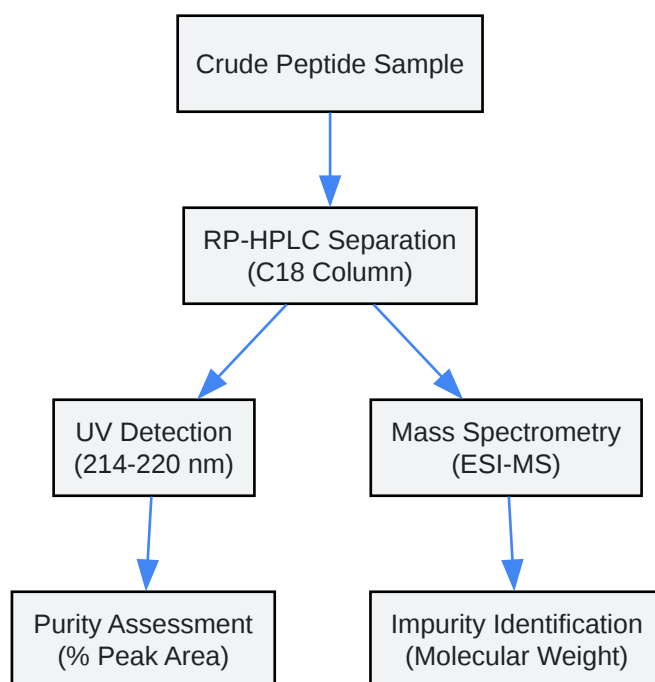 Crude Peptide Sample
RP-HPLC Separation
(C18 Column)
UV Detection
(214-220 nm)
Mass Spectrometry
(ESI-MS)
Purity Assessment
(% Peak Area)
Impurity Identification
(Molecular Weight)